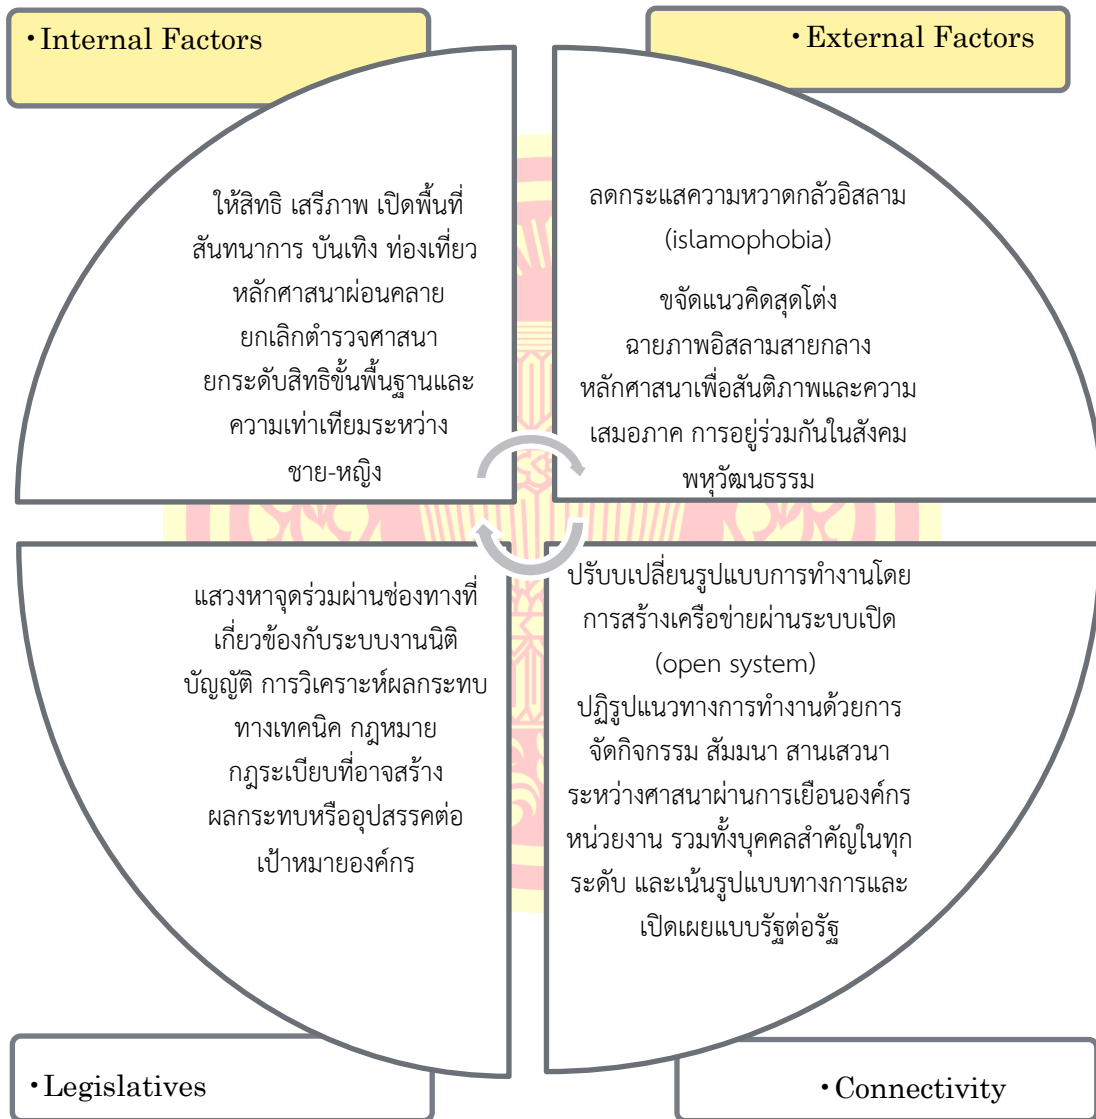 • Internal Factors
ให้สิทธิ เสรีภาพ เปิดพื้นที่
สันทนาการ บันเทิง ท่องเที่ยว
หลักศาสนาผ่อนคลาย
ยกเลิกตำรวจศาสนา
ยกระดับสิทธิขั้นพื้นฐานและ
ความเท่าเทียมระหว่าง
ชาย-หญิง
• External Factors
ลดกระแสความหวาดกลัวอิสลาม
(islamophobia)
ขจัดแนวคิดสุดโต่ง
ฉายภาพอิสลามสายกลาง
หลักศาสนาเพื่อสันติภาพและความ
เสมอภาค การอยู่ร่วมกันในสังคม
พหุวัฒนธรรม
แสวงหาจุดร่วมผ่านช่องทางที่
เกี่ยวข้องกับระบบงานนิติ
บัญญัติ การวิเคราะห์ผลกระทบ
ทางเทคนิค กฎหมาย
กฎระเบียบที่อาจสร้าง
ผลกระทบหรืออุปสรรคต่อ
เป้าหมายองค์กร
• Legislatives
ปรับบเปลี่ยนรูปแบบการทำงานโดย
การสร้างเครือข่ายผ่านระบบเปิด
(open system)
ปฏิรูปแนวทางการทำงานด้วยการ
จัดกิจกรรม สัมมนา สานเสวนา
ระหว่างศาสนาผ่านการเยือนองค์กร
หน่วยงาน รวมทั้งบุคคลสำคัญในทุก
ระดับ และเน้นรูปแบบทางการและ
เปิดเผยแบบรัฐต่อรัฐ
• Connectivity